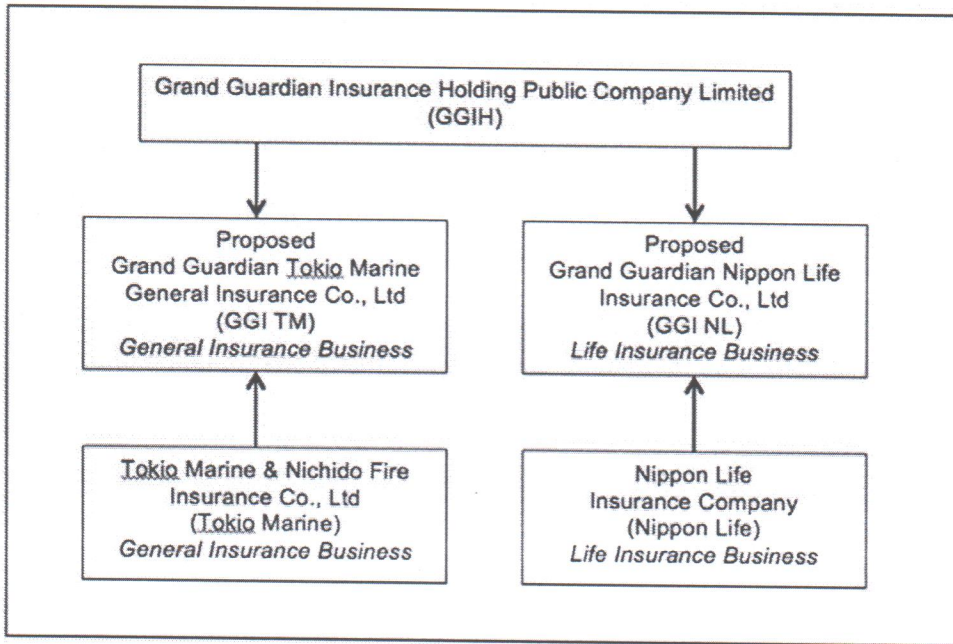 Grand Guardian Insurance Holding Public Company Limited
(GGIH)
Proposed
Grand Guardian Tokio Marine
General Insurance Co., Ltd
(GGI TM)
General Insurance Business
Proposed
Grand Guardian Nippon Life
Insurance Co., Ltd
(GGI NL)
Life Insurance Business
Tokio Marine & Nichido Fire
Insurance Co., Ltd
(Tokio Marine)
General Insurance Business
Nippon Life
Insurance Company
(Nippon Life)
Life Insurance Business